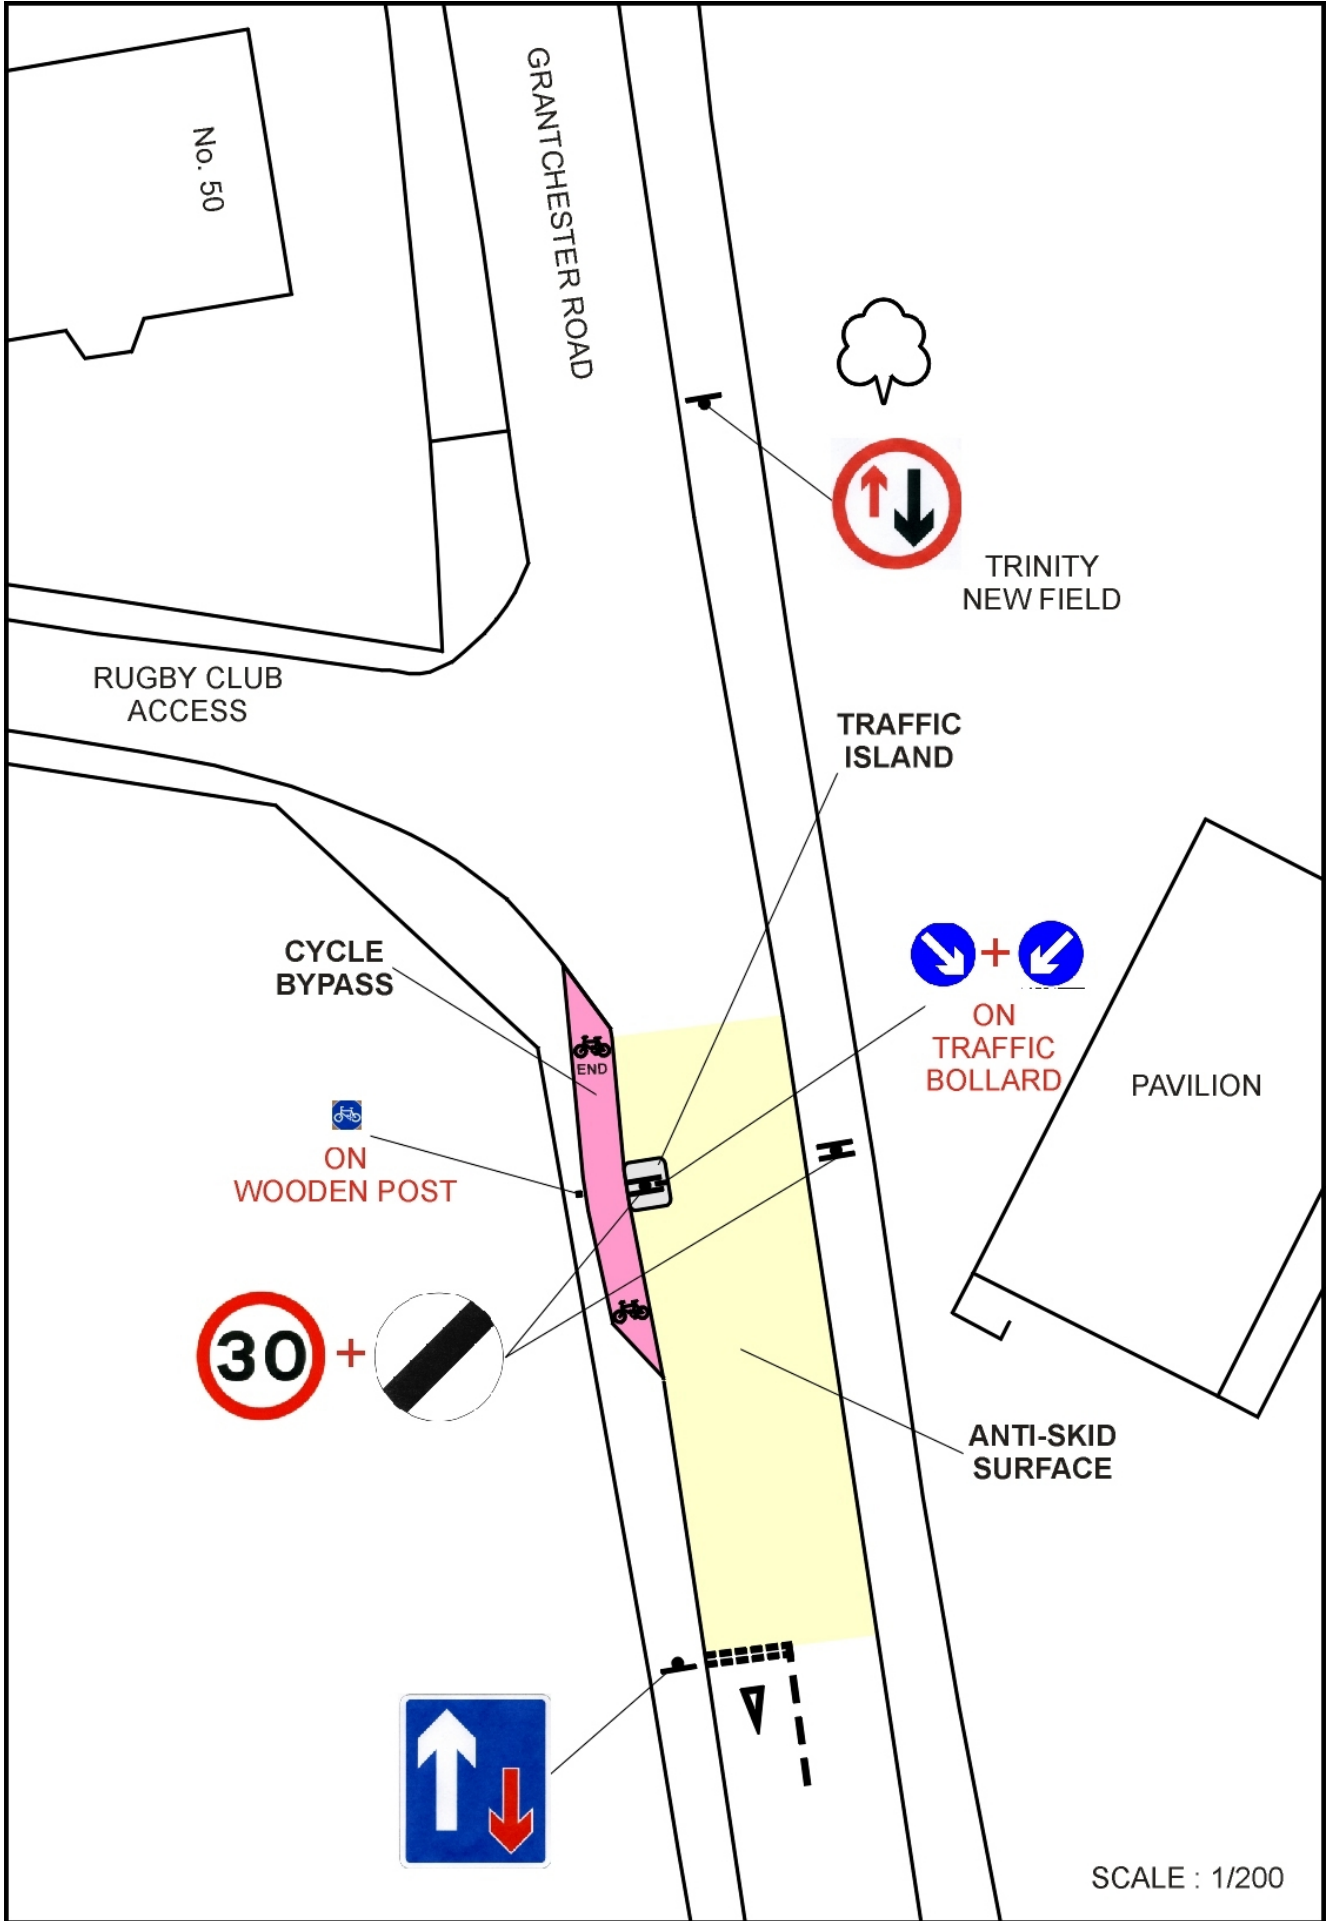 No. 50
GRANTCHESTER ROAD
TRINITY
NEW FIELD
RUGBY CLUB
ACCESS
TRAFFIC
ISLAND
CYCLE
BYPASS
+
ON
TRAFFIC
BOLLARD
PAVILION
END
ON
WOODEN POST
30 +
ANTI-SKID
SURFACE
SCALE : 1/200